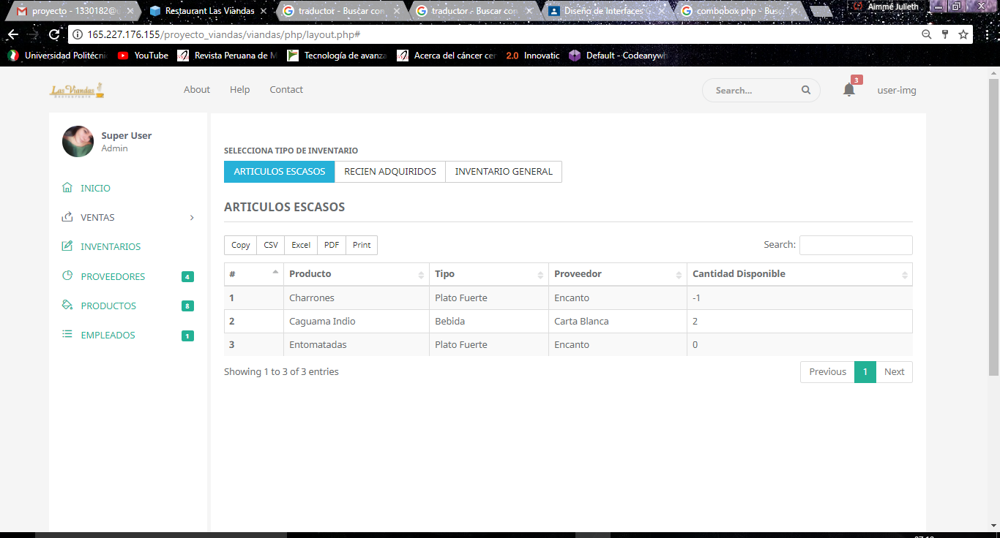 proyecto - 1330182@u
Restaurant Las Viandas
traductor - Buscar con
traductor - Buscar con
Diseño de Interfaces G
combobox php - Bus
Aimmé Julieth
165.227.176.155/proyecto_viandas/viandas/php/layout.php#
Universidad Politécni
YouTube
Revista Peruana de M
Tecnología de avanza
Acerca del cáncer cer
2.0 Innovatic
Default - Codeanywh
Las Viandas
About
Help
Contact
Search...
3
user-img
Super User
Admin
INICIO
VENTAS
INVENTARIOS
PROVEEDORES 4
PRODUCTOS 8
EMPLEADOS 1
SELECCIONA TIPO DE INVENTARIO
ARTICULOS ESCASOS RECIEN ADQUIRIDOS INVENTARIO GENERAL
ARTICULOS ESCASOS
Copy CSV Excel PDF Print
Search:
# Producto Tipo Proveedor Cantidad Disponible
1 Charrones Plato Fuerte Encanto -1
2 Caguama Indio Bebida Carta Blanca 2
3 Entomatadas Plato Fuerte Encanto 0
Showing 1 to 3 of 3 entries
Previous 1 Next